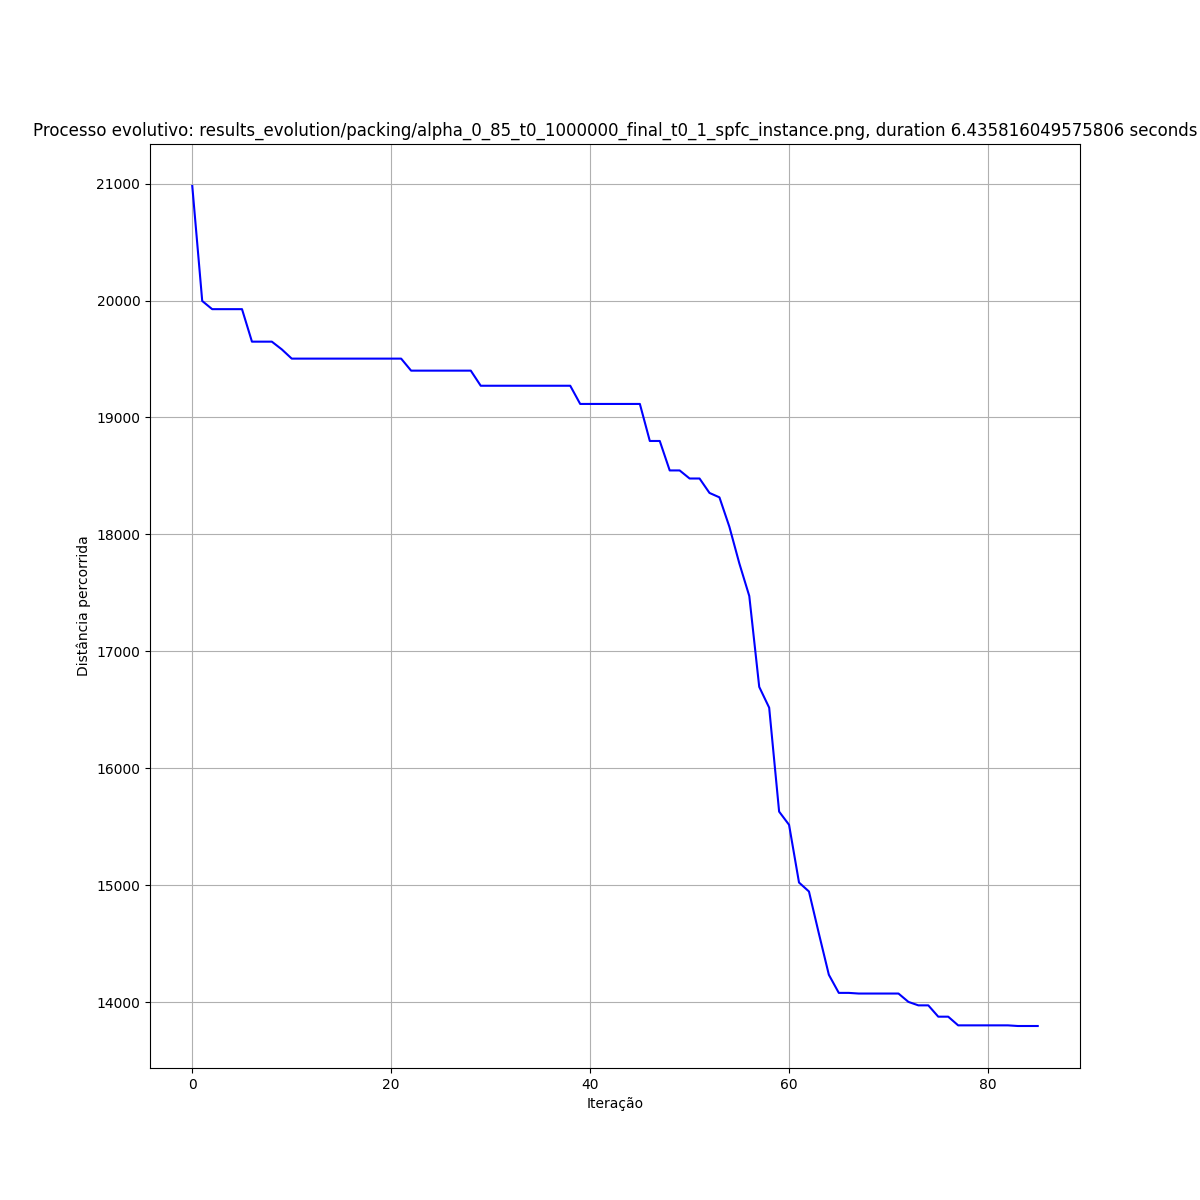 Processo evolutivo: results_evolution/packing/alpha_0_85_t0_1000000_final_t0_1_spfc_instance.png, duration 6.435816049575806 seconds
21000
20000
19000
18000
17000
16000
15000
14000
Distância percorrida
0 20 40 60 80
Iteração